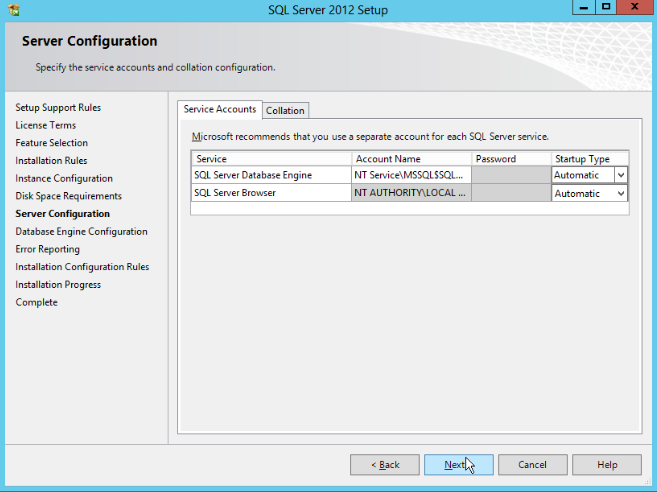 SQL Server 2012 Setup
Server Configuration
Specify the service accounts and collation configuration.
Setup Support Rules
License Terms
Feature Selection
Installation Rules
Instance Configuration
Disk Space Requirements
Server Configuration
Database Engine Configuration
Error Reporting
Installation Configuration Rules
Installation Progress
Complete
Service Accounts Collation
Microsoft recommends that you use a separate account for each SQL Server service.
Service Account Name Password Startup Type
SQL Server Database Engine NT Service\MSSQL$SQL... Automatic
SQL Server Browser NT AUTHORITY\LOCAL ... Automatic
< Back Next Cancel Help